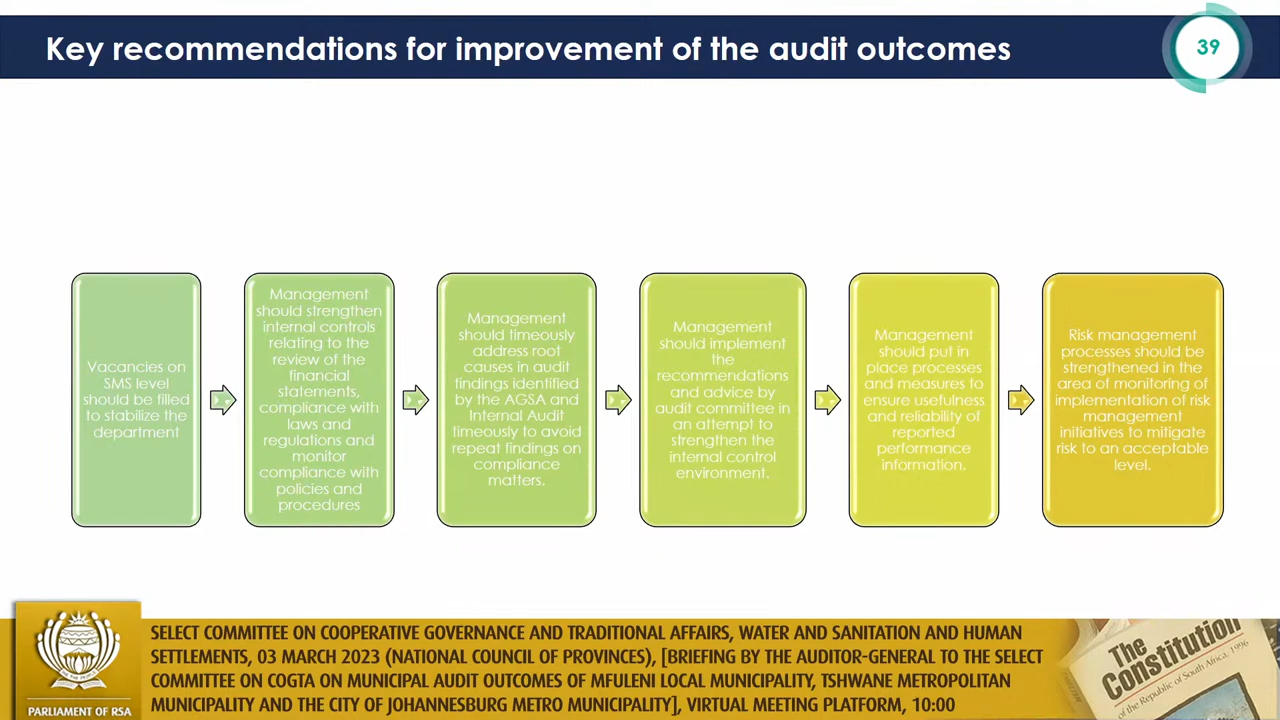 Key recommendations for improvement of the audit outcomes
39
Vacancies on
SMS level
should be filled
to stabilize the
department
Management
should strengthen
internal controls
relating to the
review of the
financial
statements,
compliance with
laws and
regulations and
monitor
compliance with
policies and
procedures
Management
should timeously
address root
causes in audit
findings identified
by the AGSA and
Internal Audit
timeously to avoid
repeat findings on
compliance
matters.
Management
should implement
the
recommendations
and advice by
audit committee in
an attempt to
strengthen the
internal control
environment.
Management
should put in
place processes
and measures to
ensure usefulness
and reliability of
reported
performance
information.
Risk management
processes should be
strengthened in the
area of monitoring of
implementation of risk
management
initiatives to mitigate
risk to an acceptable
level.
PARLIAMENT OF RSA
SELECT COMMITTEE ON COOPERATIVE GOVERNANCE AND TRADITIONAL AFFAIRS, WATER AND SANITATION AND HUMAN
SETTLEMENTS, 03 MARCH 2023 (NATIONAL COUNCIL OF PROVINCES), [BRIEFING BY THE AUDITOR-GENERAL TO THE SELECT
COMMITTEE ON COGTA ON MUNICIPAL AUDIT OUTCOMES OF MFULENI LOCAL MUNICIPALITY, TSHWANE METROPOLITAN
MUNICIPALITY AND THE CITY OF JOHANNESBURG METRO MUNICIPALITY], VIRTUAL MEETING PLATFORM, 10:00
The
Constitution
of the Republic of South Africa, 1996